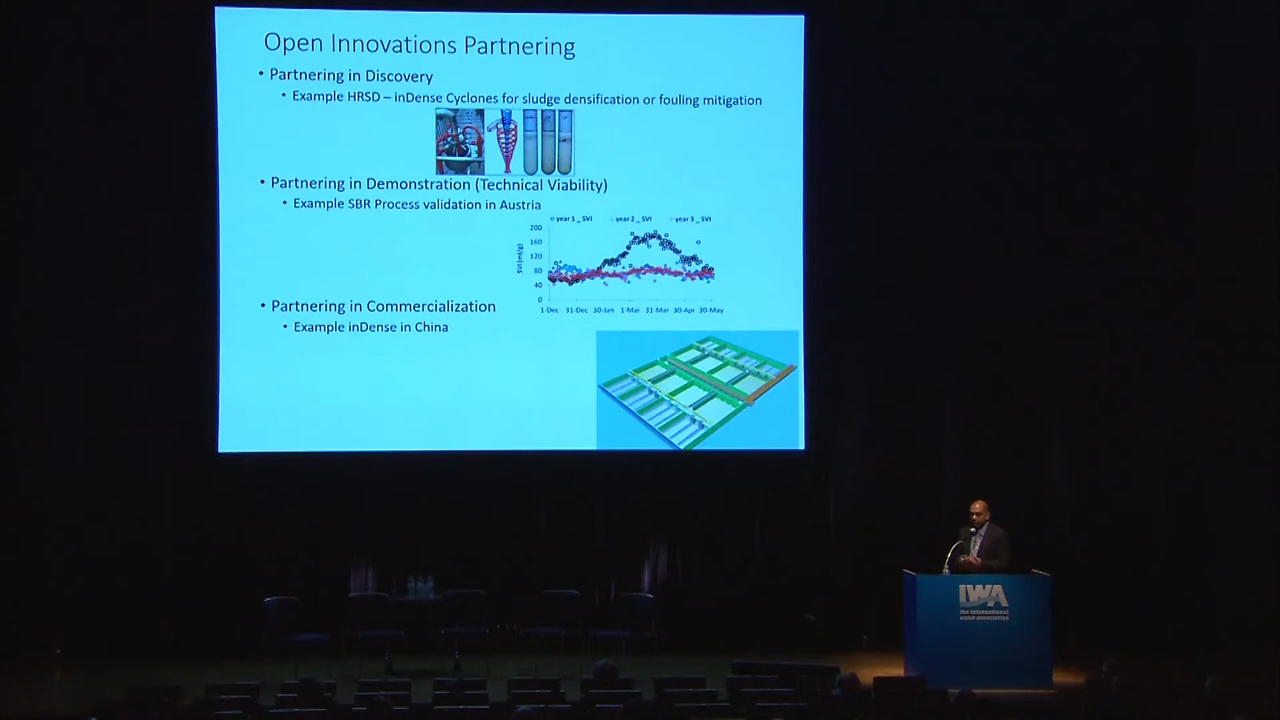 Open Innovations Partnering
• Partnering in Discovery
• Example HRSD – inDense Cyclones for sludge densification or fouling mitigation
• Partnering in Demonstration (Technical Viability)
• Example SBR Process validation in Austria
year 1 _ SVI year 2 _ SVI year 3 _ SVI
200
160
120
80
40
0
SVI (ml/g)
1-Dec 31-Dec 30-Jan 1-Mar 31-Mar 30-Apr 30-May
• Partnering in Commercialization
• Example inDense in China
IWA
the international
water association